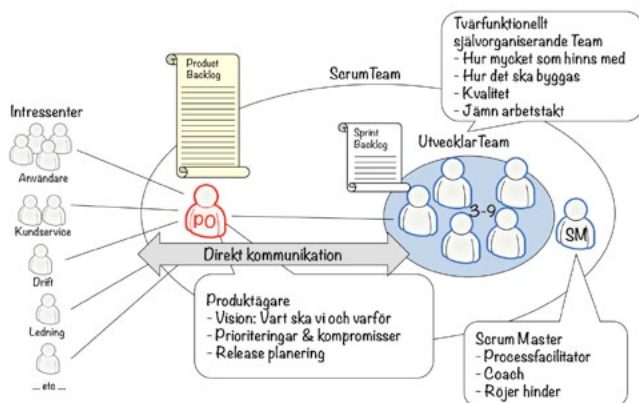 Product
Backlog
ScrumTeam
Tvärfunktionellt
självorganiserande Team
- Hur mycket som hinns med
- Hur det ska byggas
- Kvalitet
- Jämn arbetstakt
Intressenter
Användare
Kundservice
Drift
Ledning
... etc ...
Sprint
Backlog
UtvecklarTeam
3-9
PO
SM
Direkt kommunikation
Produktägare
- Vision: Vart ska vi och varför
- Prioriteringar & kompromisser
- Release planering
Scrum Master
- Processfacilitator
- Coach
- Röjer hinder